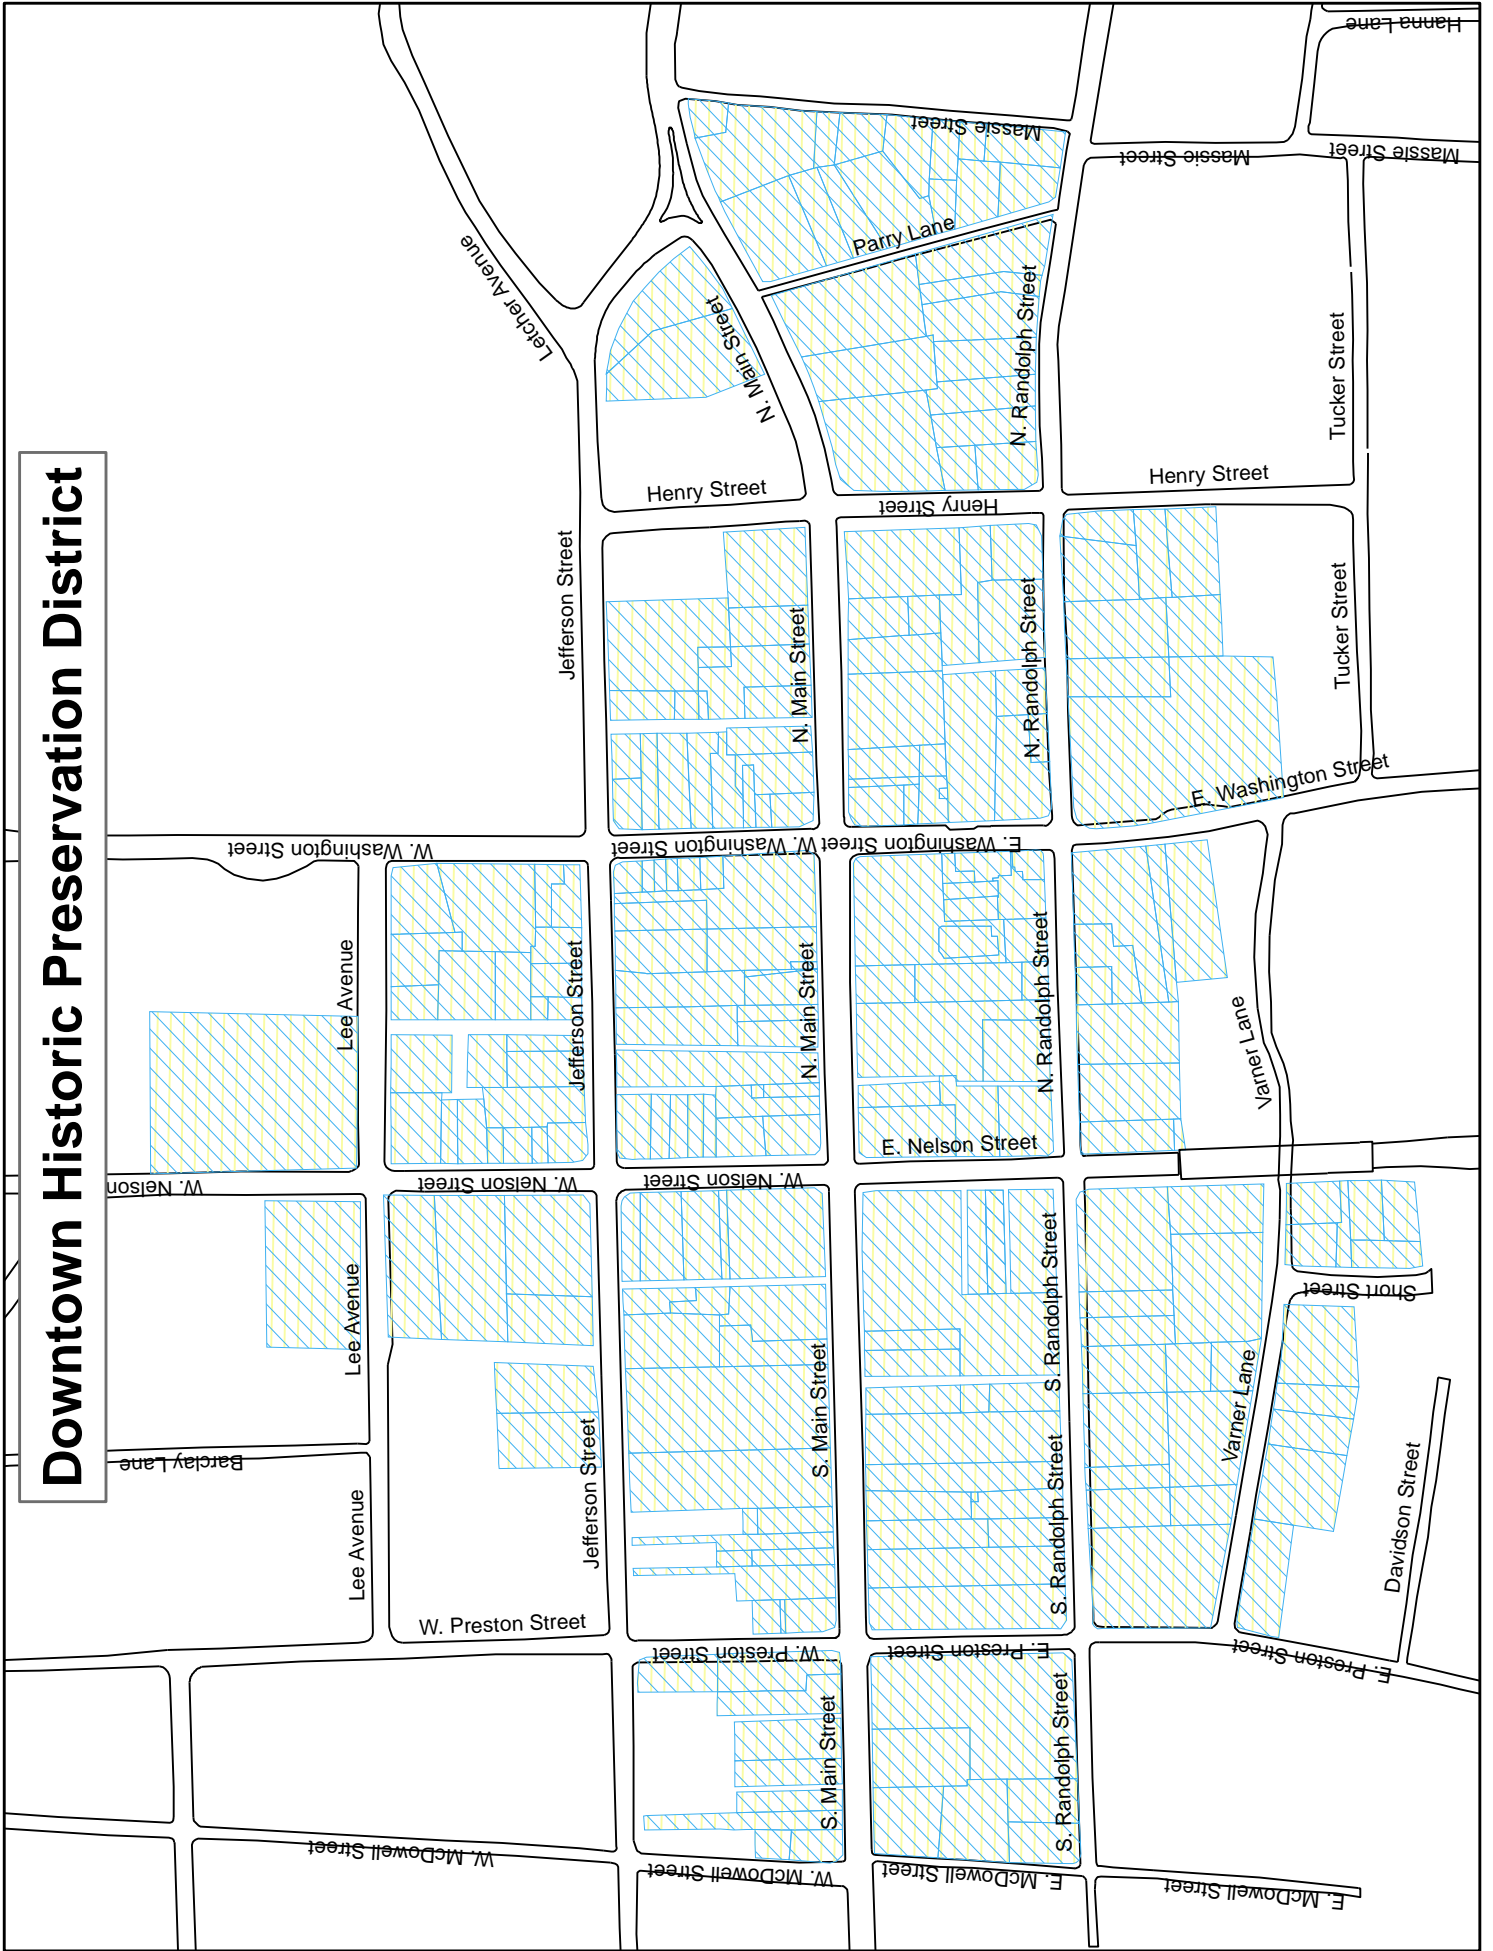 Downtown Historic Preservation District
Hanna Lane
Massie Street
Massie Street
Massie Street
Parry Lane
Letcher Avenue
N. Main Street
N. Randolph Street
Tucker Street
Henry Street
Henry Street
Henry Street
Jefferson Street
N. Main Street
N. Randolph Street
Tucker Street
E. Washington Street
W. Washington Street
W. Washington Street
E. Washington Street
Lee Avenue
Jefferson Street
N. Main Street
N. Randolph Street
Varner Lane
E. Nelson Street
W. Nelson
W. Nelson Street
W. Nelson Street
Lee Avenue
S. Randolph Street
Short Street
S. Main Street
Varner Lane
Barclay Lane
Jefferson Street
S. Randolph Street
Davidson Street
Lee Avenue
W. Preston Street
W. Preston Street
E. Preston Street
E. Preston Street
S. Main Street
S. Randolph Street
W. McDowell Street
W. McDowell Street
E. McDowell Street
E. McDowell Street